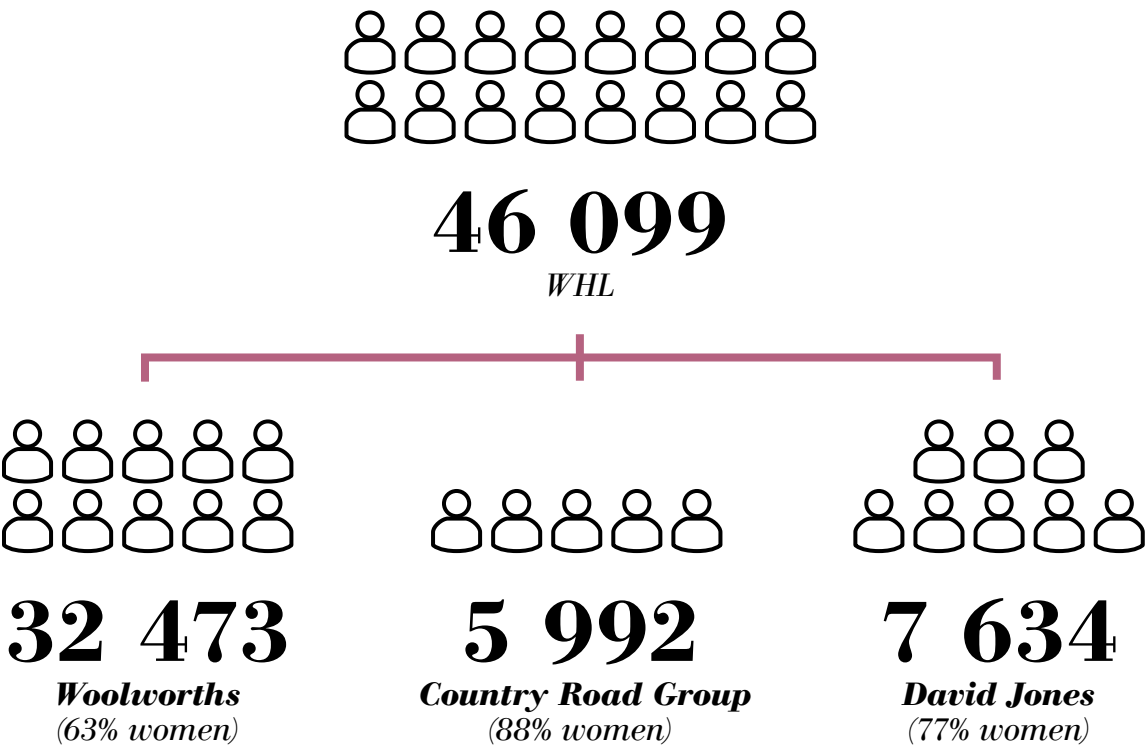 46 099
WHL
32 473
Woolworths
(63% women)
5 992
Country Road Group
(88% women)
7 634
David Jones
(77% women)